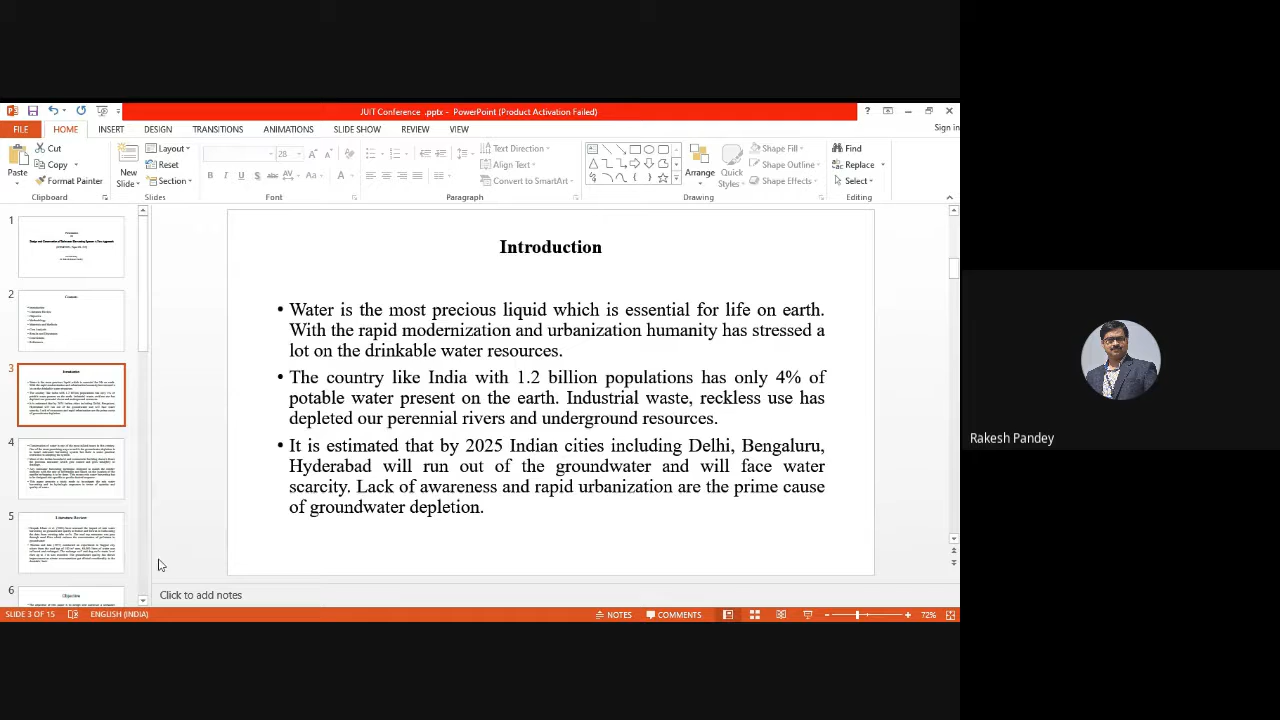 JUIT Conference .pptx - PowerPoint (Product Activation Failed)
FILE HOME INSERT DESIGN TRANSITIONS ANIMATIONS SLIDE SHOW REVIEW VIEW Sign in
Paste
Cut
Copy
Format Painter
Clipboard
New
Slide
Layout
Reset
Section
Slides
28
Font
Text Direction
Align Text
Convert to SmartArt
Paragraph
Arrange
Quick
Styles
Shape Fill
Shape Outline
Shape Effects
Drawing
Find
Replace
Select
Editing
1
2
3
4
5
6
Introduction
• Water is the most precious liquid which is essential for life on earth.
With the rapid modernization and urbanization humanity has stressed a
lot on the drinkable water resources.
• The country like India with 1.2 billion populations has only 4% of
potable water present on the earth. Industrial waste, reckless use has
depleted our perennial rivers and underground resources.
• It is estimated that by 2025 Indian cities including Delhi, Bengaluru,
Hyderabad will run out of the groundwater and will face water
scarcity. Lack of awareness and rapid urbanization are the prime cause
of groundwater depletion.
Click to add notes
SLIDE 3 OF 15 ENGLISH (INDIA) NOTES COMMENTS 72%
Rakesh Pandey